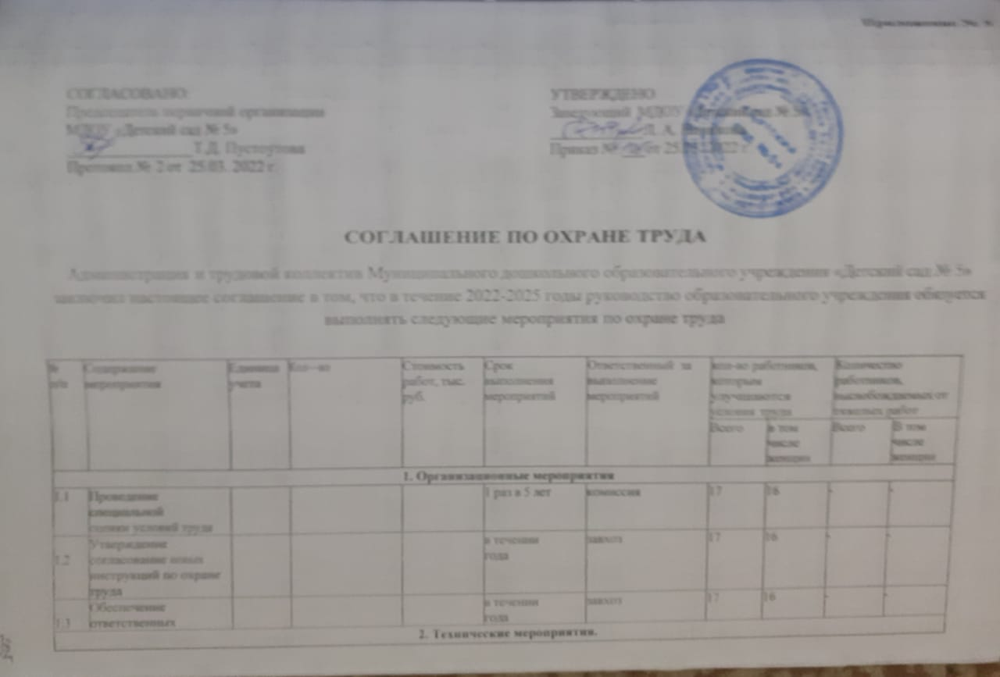 Приложение №
СОГЛАСОВАНО:
Председатель первичной организации
МДОУ «Детский сад № 5»
Т.Д. Пустоутова
Протокол № 2 от 25.03. 2022 г.
УТВЕРЖДЕНО
Заведующий МДОУ «Детский сад № 5»
Л. А.
Приказ № от 25. 2022 г.
СОГЛАШЕНИЕ ПО ОХРАНЕ ТРУДА
Администрация и трудовой коллектив Муниципального дошкольного образовательного учреждения «Детский сад № 5»
заключил настоящее соглашение в том, что в течение 2022-2025 годы руководство образовательного учреждения обязуется
выполнять следующие мероприятия по охране труда
№ п/п
Содержание мероприятия
Единица учета
Кол–во
Стоимость работ, тыс. руб.
Срок выполнения мероприятий
Ответственный за выполнение мероприятий
кол-во работников, которым улучшаются условия труда
Количество работников, высвобождаемых от тяжелых работ
Всего
в том числе женщин
Всего
В том числе женщин
1. Организационные мероприятия
1.1 Проведение специальной оценки условий труда 1 раз в 5 лет комиссия 17 16 - -
1.2 Утверждение согласование новых инструкций по охране труда в течении года завхоз 17 16 - -
1.3 Обеспечение ответственных в течении года завхоз 17 16 - -
2. Технические мероприятия.